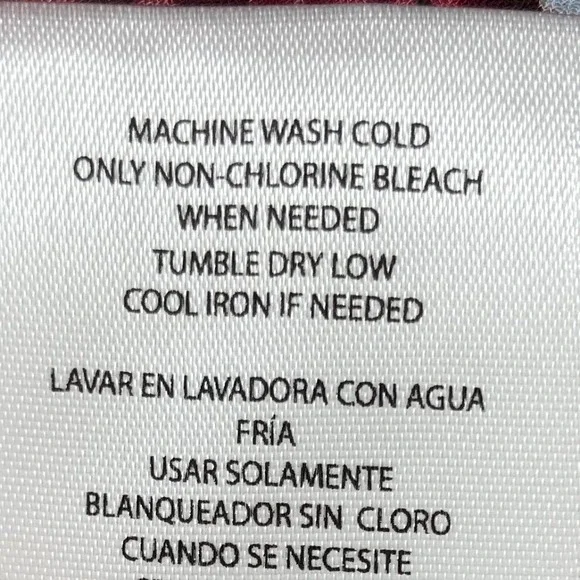 MACHINE WASH COLD
ONLY NON-CHLORINE BLEACH
WHEN NEEDED
TUMBLE DRY LOW
COOL IRON IF NEEDED
LAVAR EN LAVADORA CON AGUA
FRÍA
USAR SOLAMENTE
BLANQUEADOR SIN CLORO
CUANDO SE NECESITE